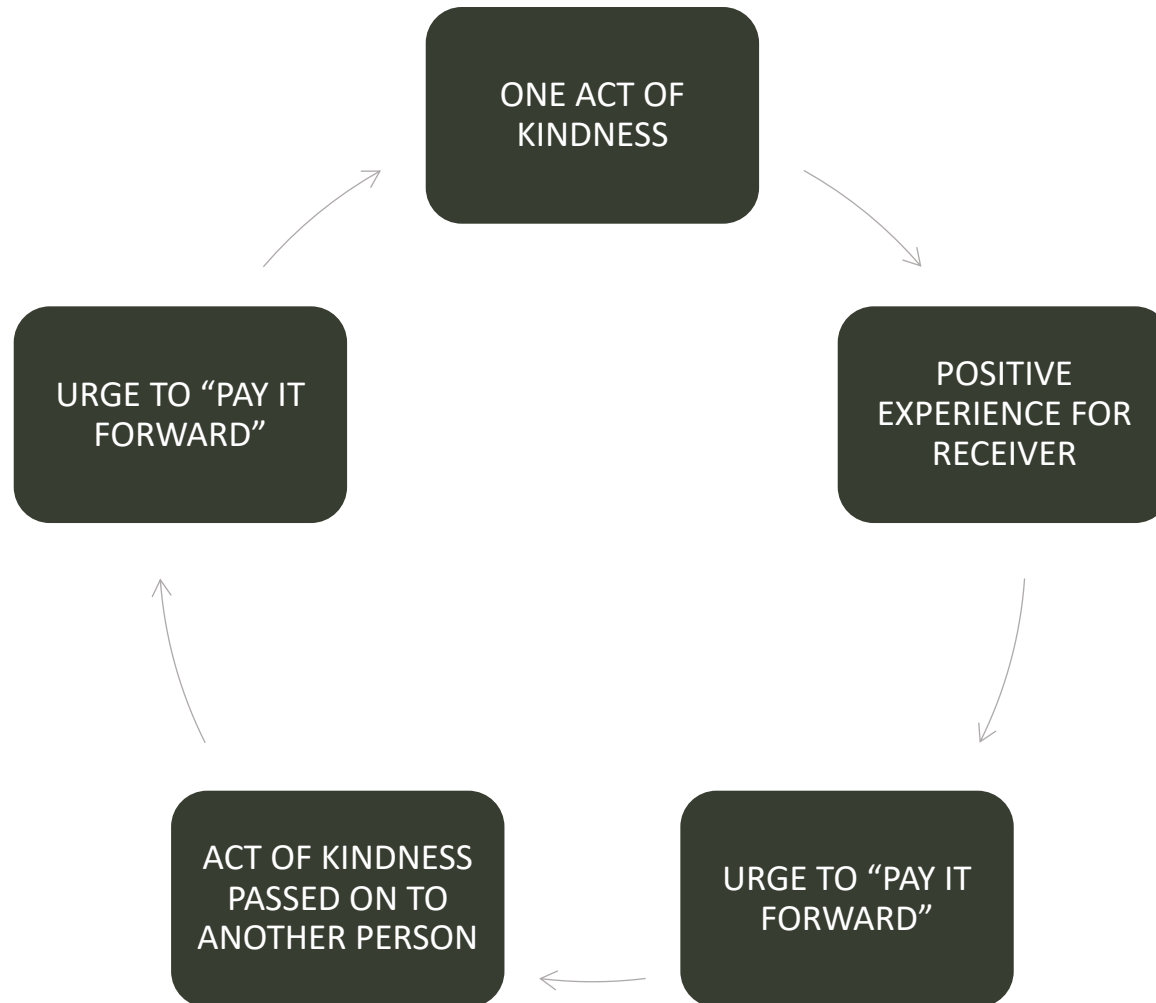 ONE ACT OF
KINDNESS
POSITIVE
EXPERIENCE FOR
RECEIVER
URGE TO “PAY IT
FORWARD”
ACT OF KINDNESS
PASSED ON TO
ANOTHER PERSON
URGE TO “PAY IT
FORWARD”